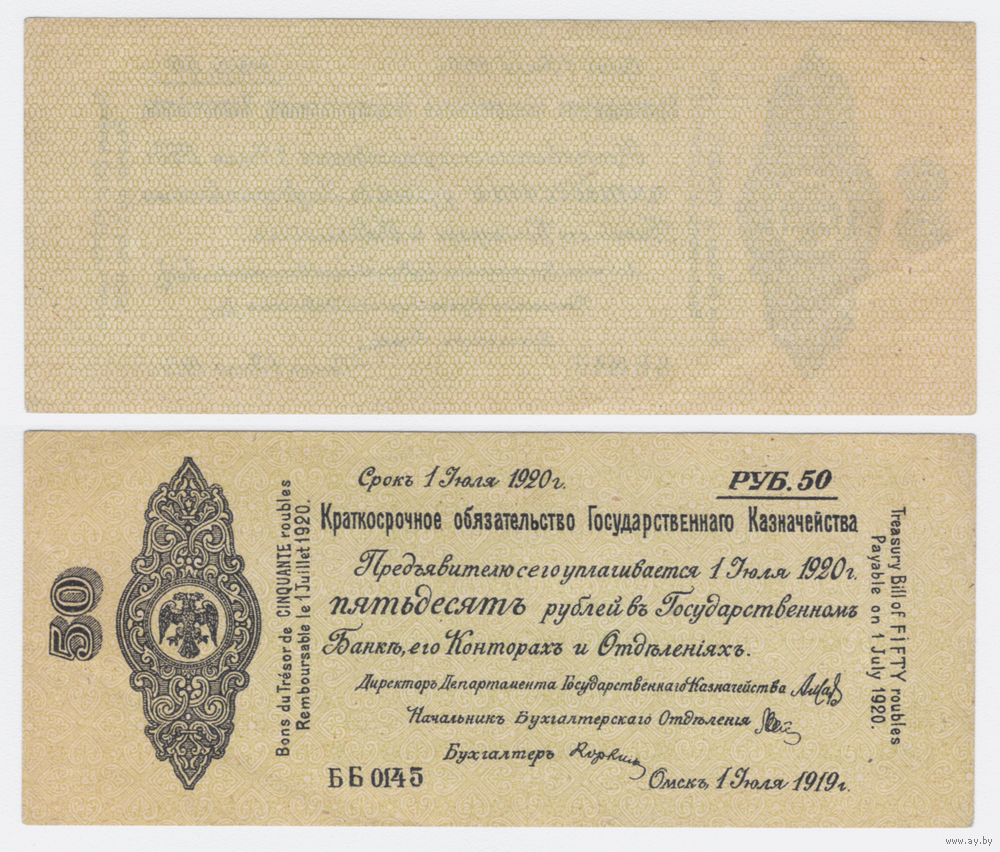 50
Bons du Trésor de CINQUANTE roubles
Remboursable le 1 Juillet 1920.
Срокъ 1 Июля 1920 г.
РУБ. 50
Краткосрочное обязательство Государственнаго Казначейства
Предъявителю сего уплачивается 1 Июля 1920 г.
пятьдесятъ рублей въ Государственномъ
Банкѣ, его Конторахъ и Отдѣленіяхъ.
Директоръ Департамента Государственнаго Казначейства
Начальникъ Бухгалтерскаго Отдѣленія
Бухгалтеръ
ББ 0145
Омскъ, 1 Июля 1919 г.
Treasury Bill of FIFTY roubles
Payable on 1 July 1920.
www.ay.by